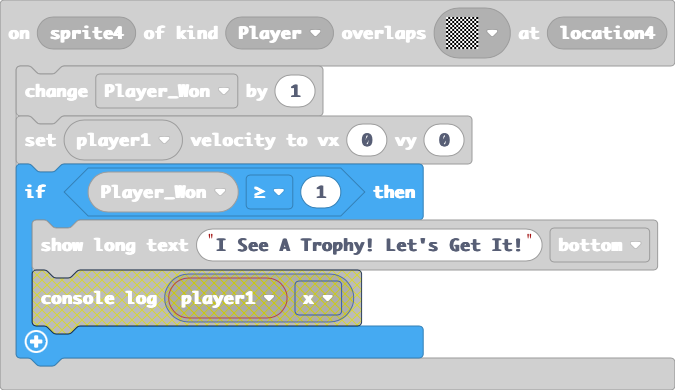 on sprite4 of kind Player overlaps at location4
change Player_Won by 1
set player1 velocity to vx 0 vy 0
if Player_Won ≥ 1 then
show long text "I See A Trophy! Let's Get It!" bottom
console log player1 x